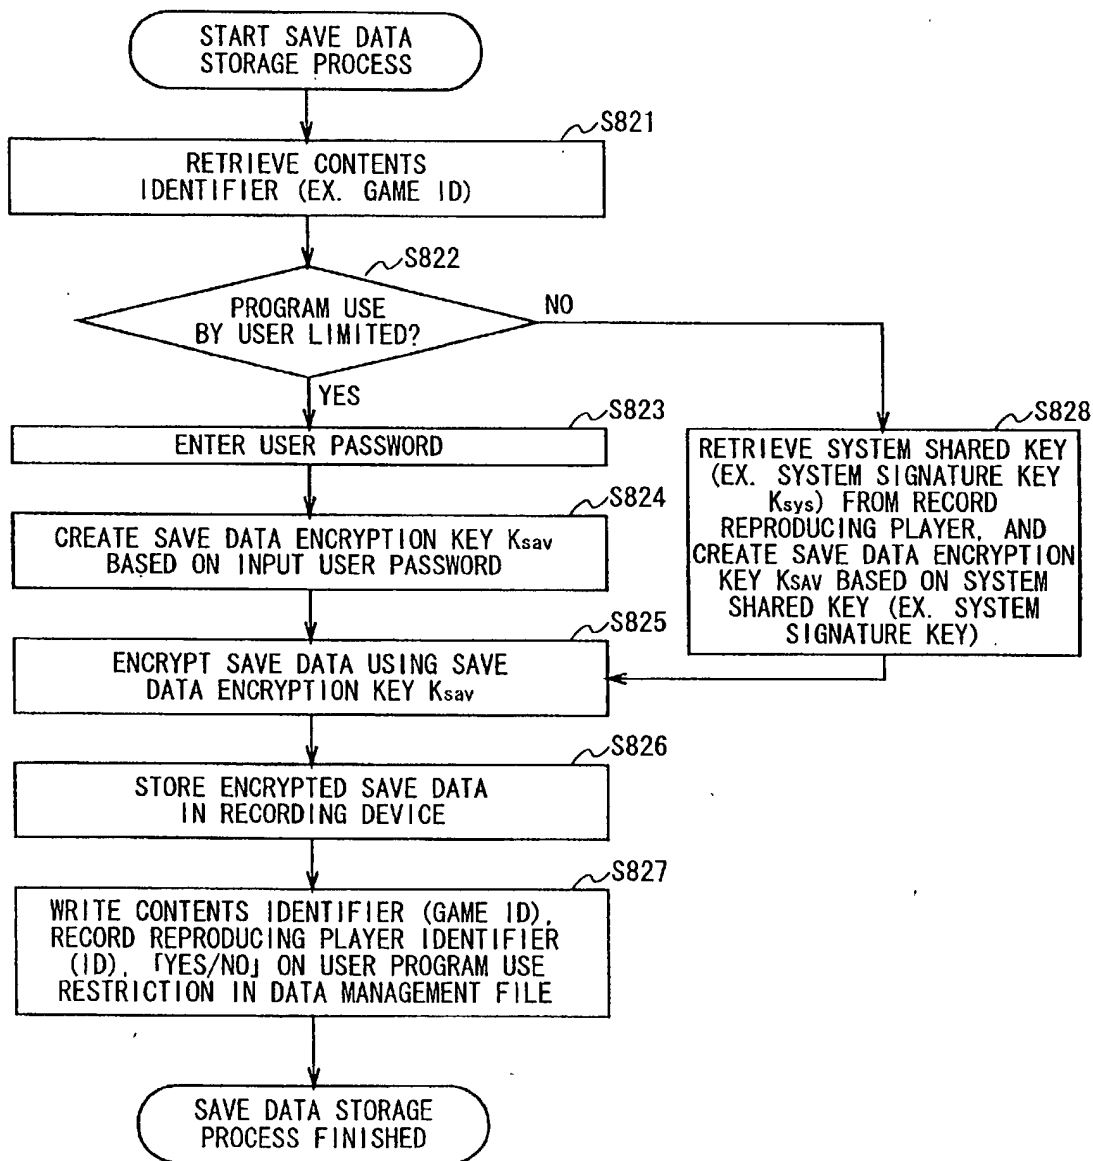 START SAVE DATA
STORAGE PROCESS
S821
RETRIEVE CONTENTS
IDENTIFIER (EX. GAME ID)
S822
PROGRAM USE
BY USER LIMITED?
NO
YES
S823
ENTER USER PASSWORD
S824
CREATE SAVE DATA ENCRYPTION KEY Ksav
BASED ON INPUT USER PASSWORD
S828
RETRIEVE SYSTEM SHARED KEY
(EX. SYSTEM SIGNATURE KEY
Ksys) FROM RECORD
REPRODUCING PLAYER, AND
CREATE SAVE DATA ENCRYPTION
KEY KSAV BASED ON SYSTEM
SHARED KEY (EX. SYSTEM
SIGNATURE KEY)
S825
ENCRYPT SAVE DATA USING SAVE
DATA ENCRYPTION KEY Ksav
S826
STORE ENCRYPTED SAVE DATA
IN RECORDING DEVICE
S827
WRITE CONTENTS IDENTIFIER (GAME ID),
RECORD REPRODUCING PLAYER IDENTIFIER
(ID), 「YES/NO」 ON USER PROGRAM USE
RESTRICTION IN DATA MANAGEMENT FILE
SAVE DATA STORAGE
PROCESS FINISHED